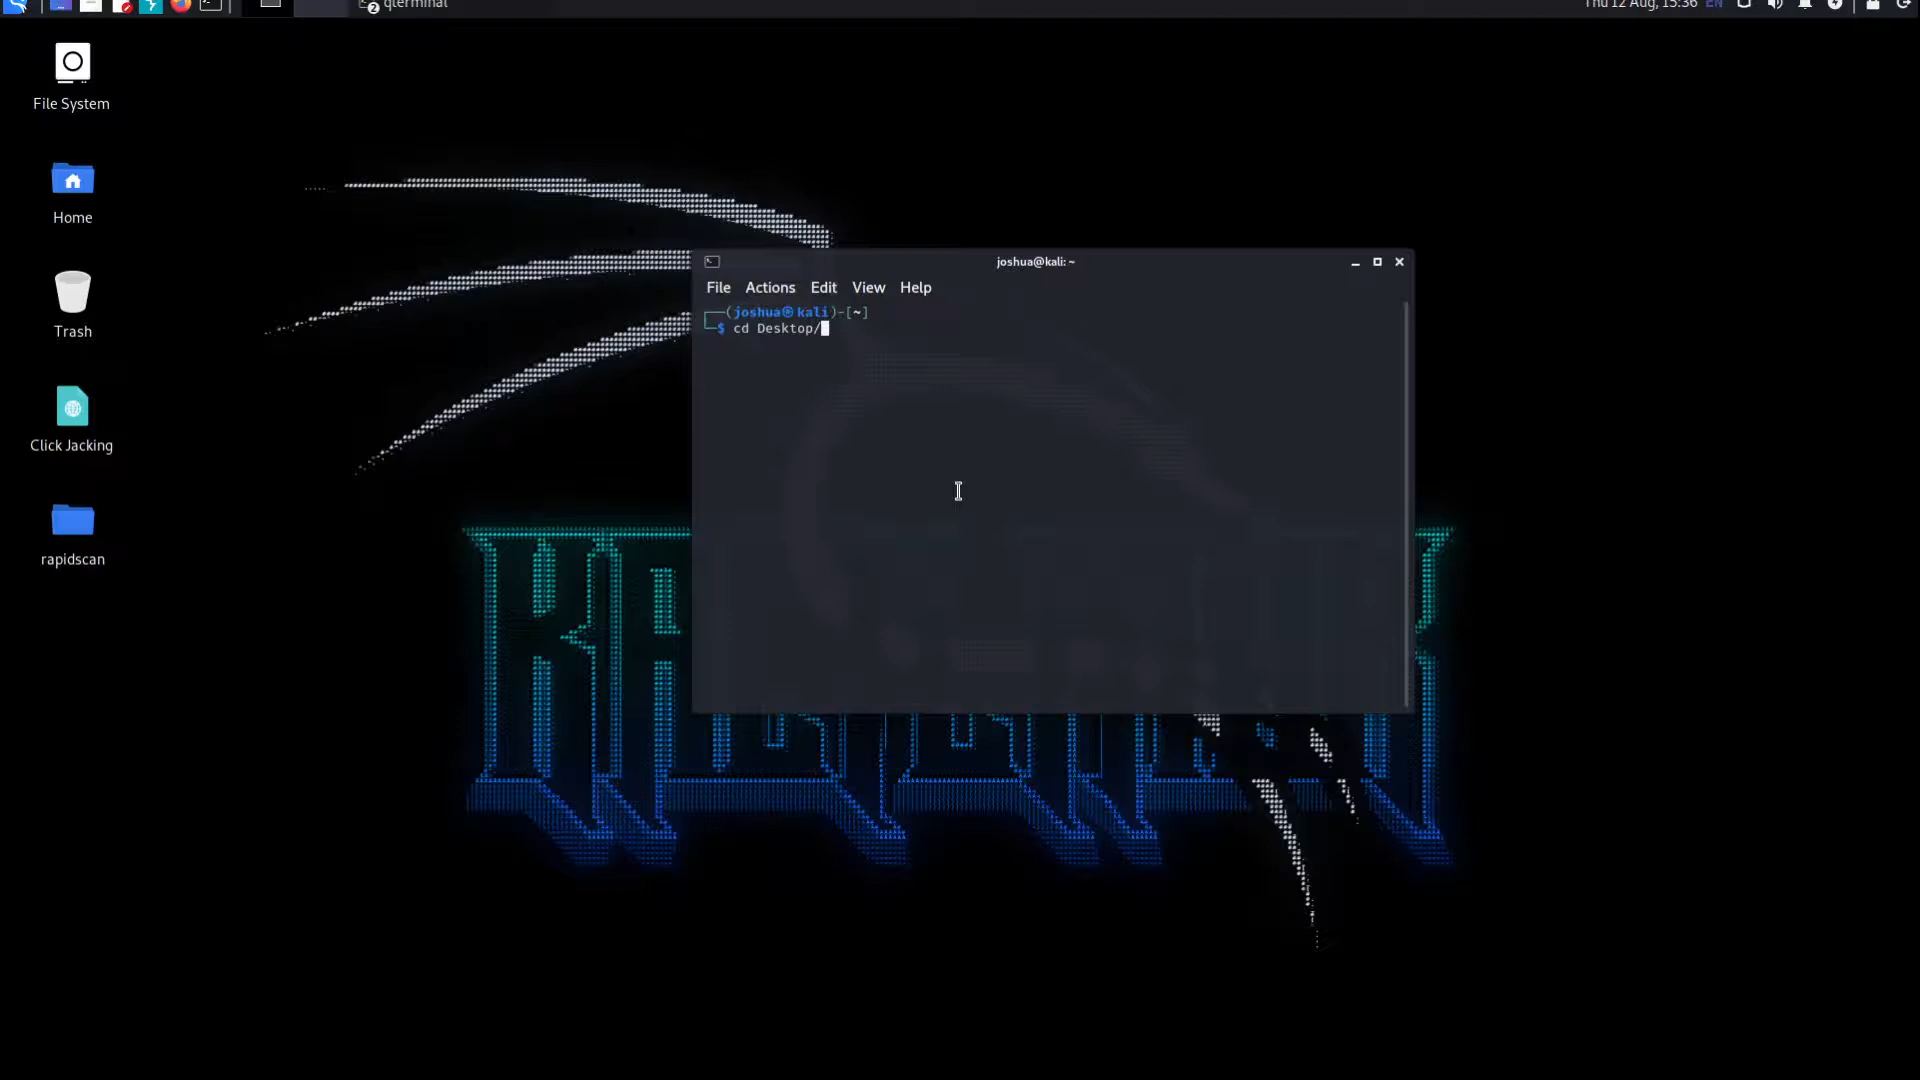 qterminal
Thu 12 Aug, 15:36 EN
File System
Home
Trash
Click Jacking
rapidscan
joshua@kali: ~
File Actions Edit View Help
┌──(joshua㉿kali)-[~]
└─$ cd Desktop/